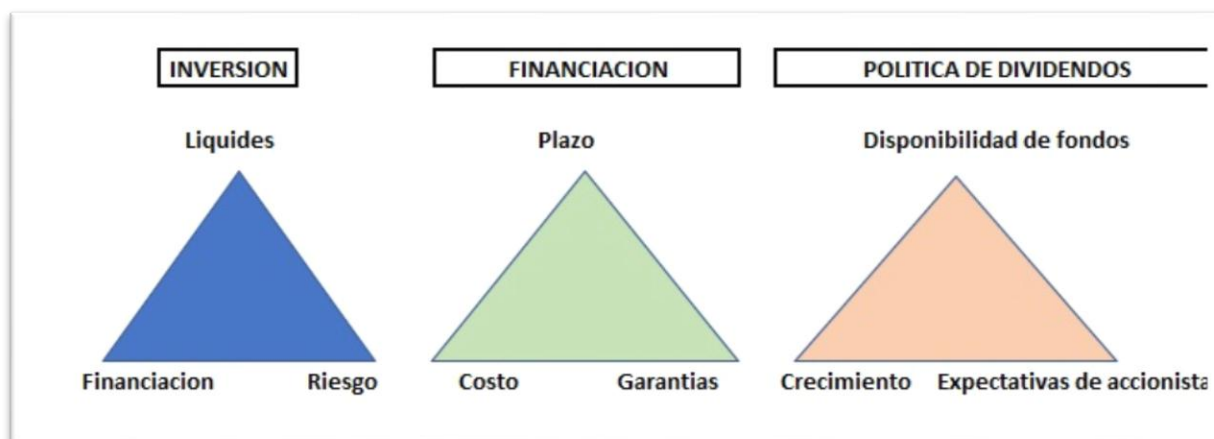 INVERSION
FINANCIACION
POLITICA DE DIVIDENDOS
Liquides
Plazo
Disponibilidad de fondos
Financiacion
Riesgo
Costo
Garantias
Crecimiento
Expectativas de accionista